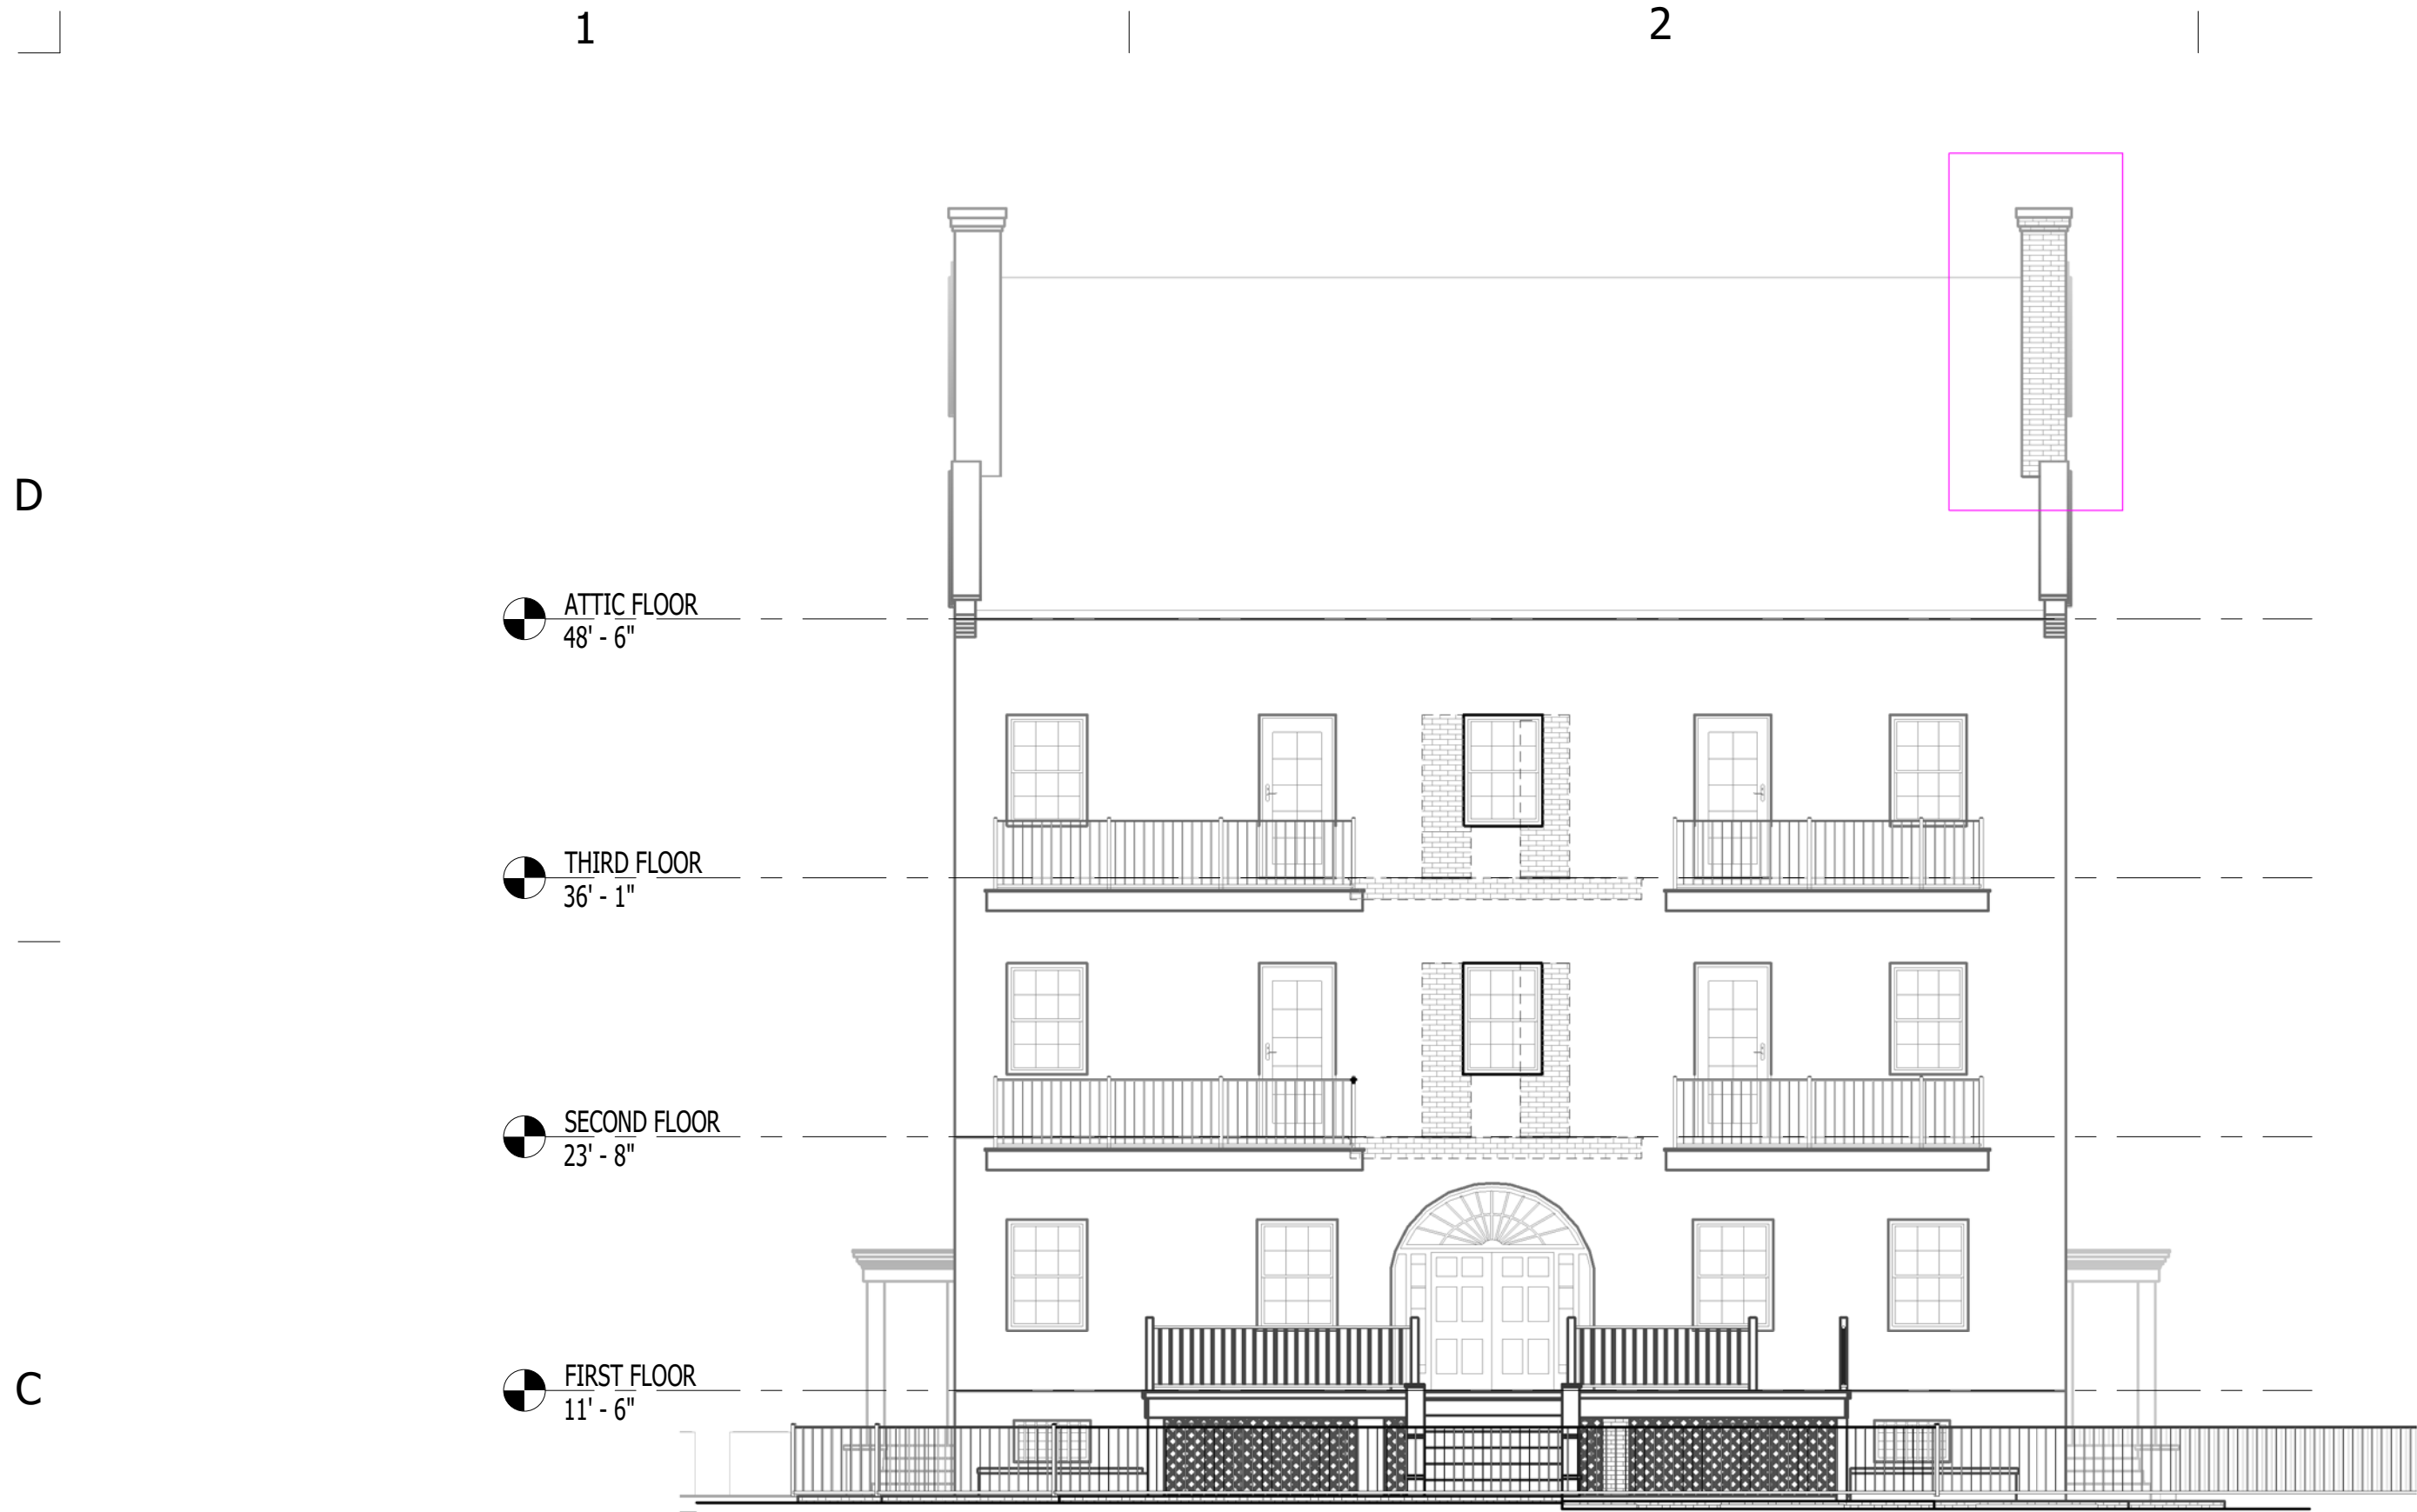 1
2
D
ATTIC FLOOR
48' - 6"
THIRD FLOOR
36' - 1"
SECOND FLOOR
23' - 8"
C
FIRST FLOOR
11' - 6"